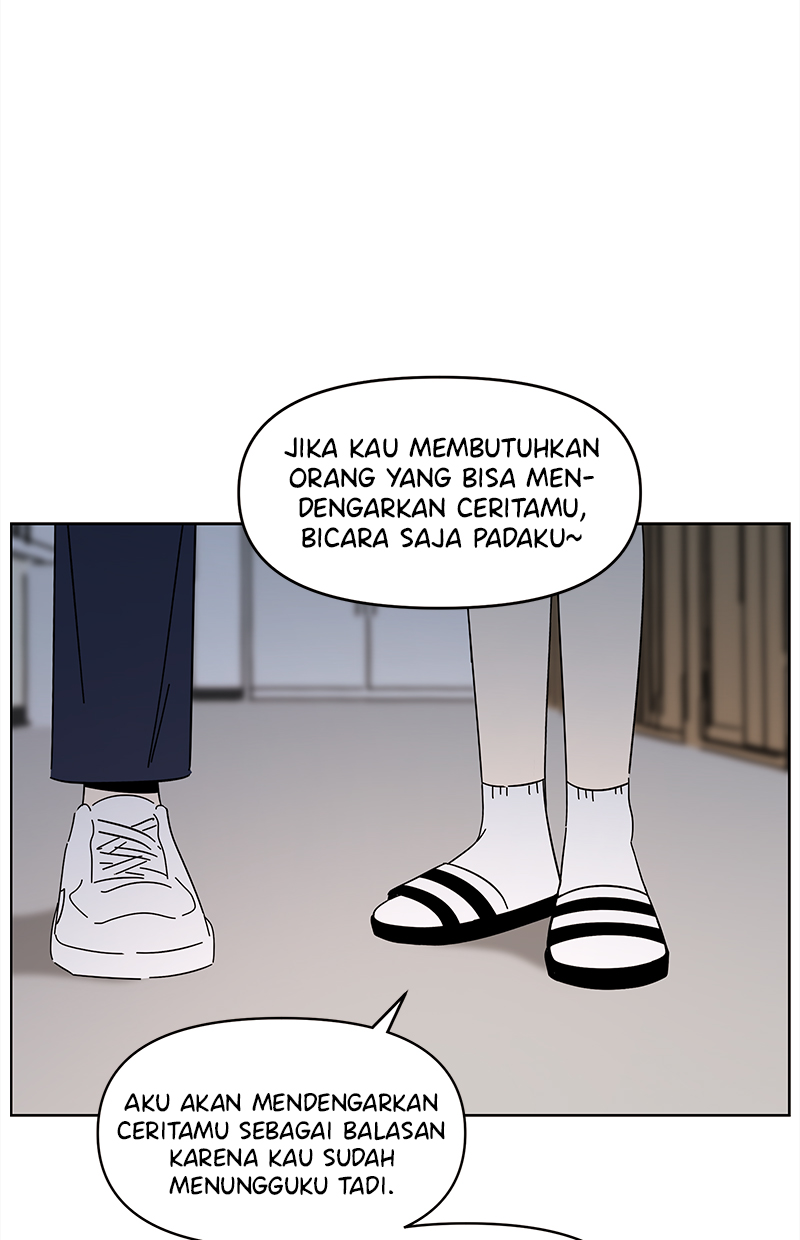 JIKA KAU MEMBUTUHKAN
ORANG YANG BISA MEN-
DENGARKAN CERITAMU,
BICARA SAJA PADAKU~
AKU AKAN MENDENGARKAN
CERITAMU SEBAGAI BALASAN
KARENA KAU SUDAH
MENUNGGUKU TADI.